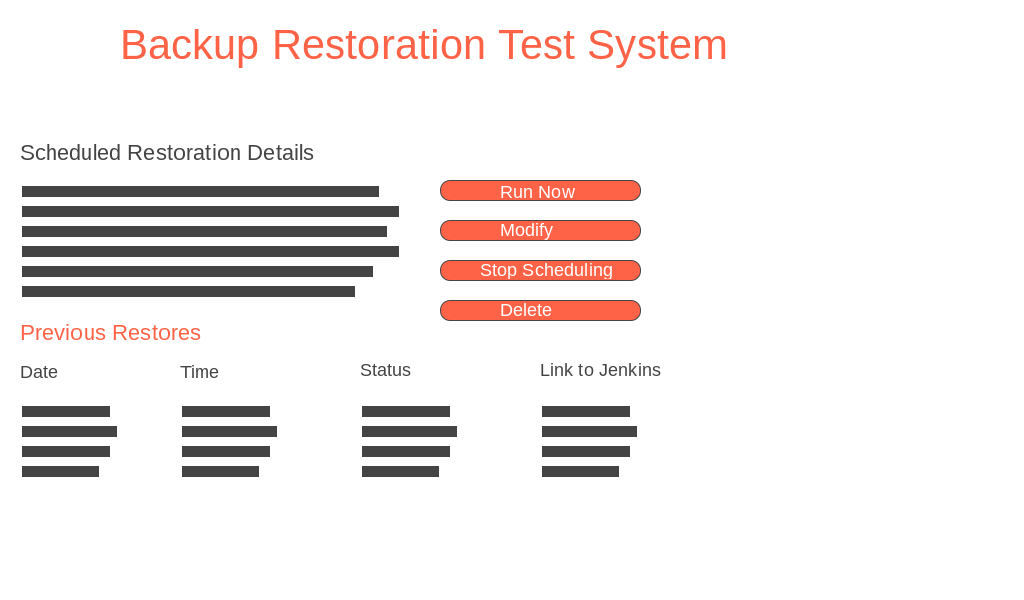 Backup Restoration Test System
Scheduled Restoration Details
Run Now
Modify
Stop Scheduling
Delete
Previous Restores
Date Time Status Link to Jenkins